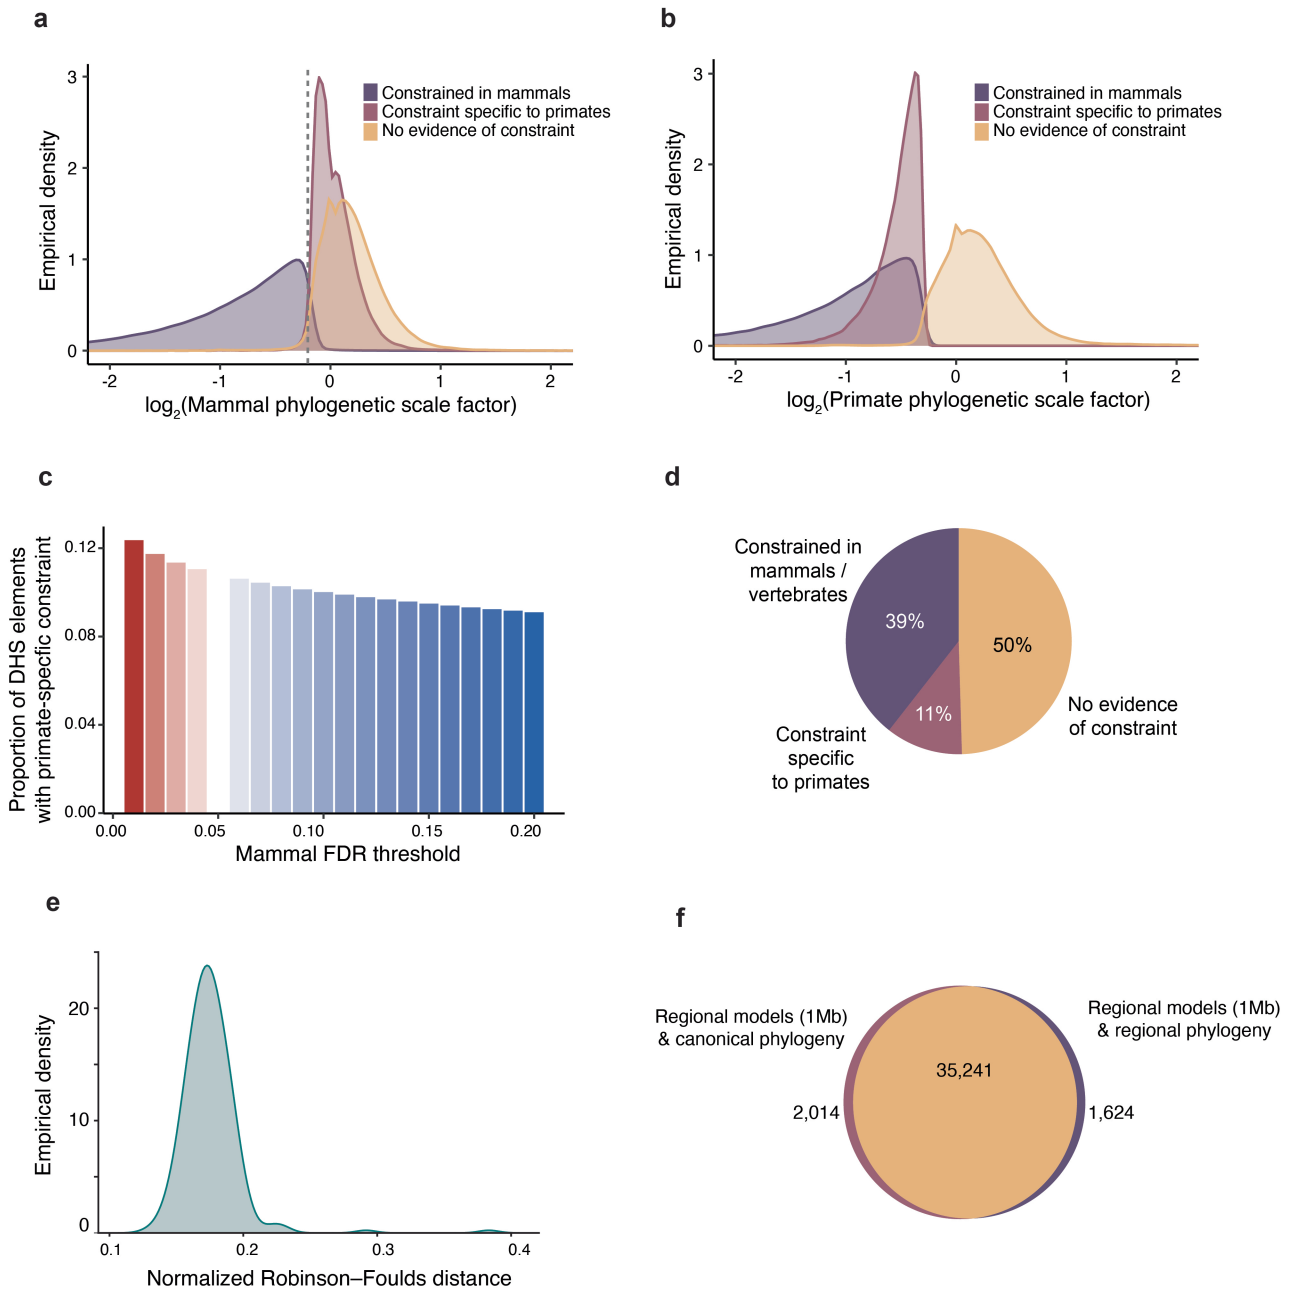 a
3
2
1
0
Empirical density
Constrained in mammals
Constraint specific to primates
No evidence of constraint
-2
-1
0
1
2
log2(Mammal phylogenetic scale factor)
b
3
2
1
0
Empirical density
Constrained in mammals
Constraint specific to primates
No evidence of constraint
-2
-1
0
1
2
log2(Primate phylogenetic scale factor)
c
Proportion of DHS elements
with primate-specfic constraint
0.12
0.08
0.04
0.00
0.00
0.05
0.10
0.15
0.20
Mammal FDR threshold
d
Constrained in
mammals /
vertebrates
39%
50%
11%
No evidence
of constraint
Constraint
specific
to primates
e
Empirical density
20
10
0
0.1
0.2
0.3
0.4
Normalized Robinson–Foulds distance
f
Regional models (1Mb)
& canonical phylogeny
Regional models (1Mb)
& regional phylogeny
35,241
2,014
1,624